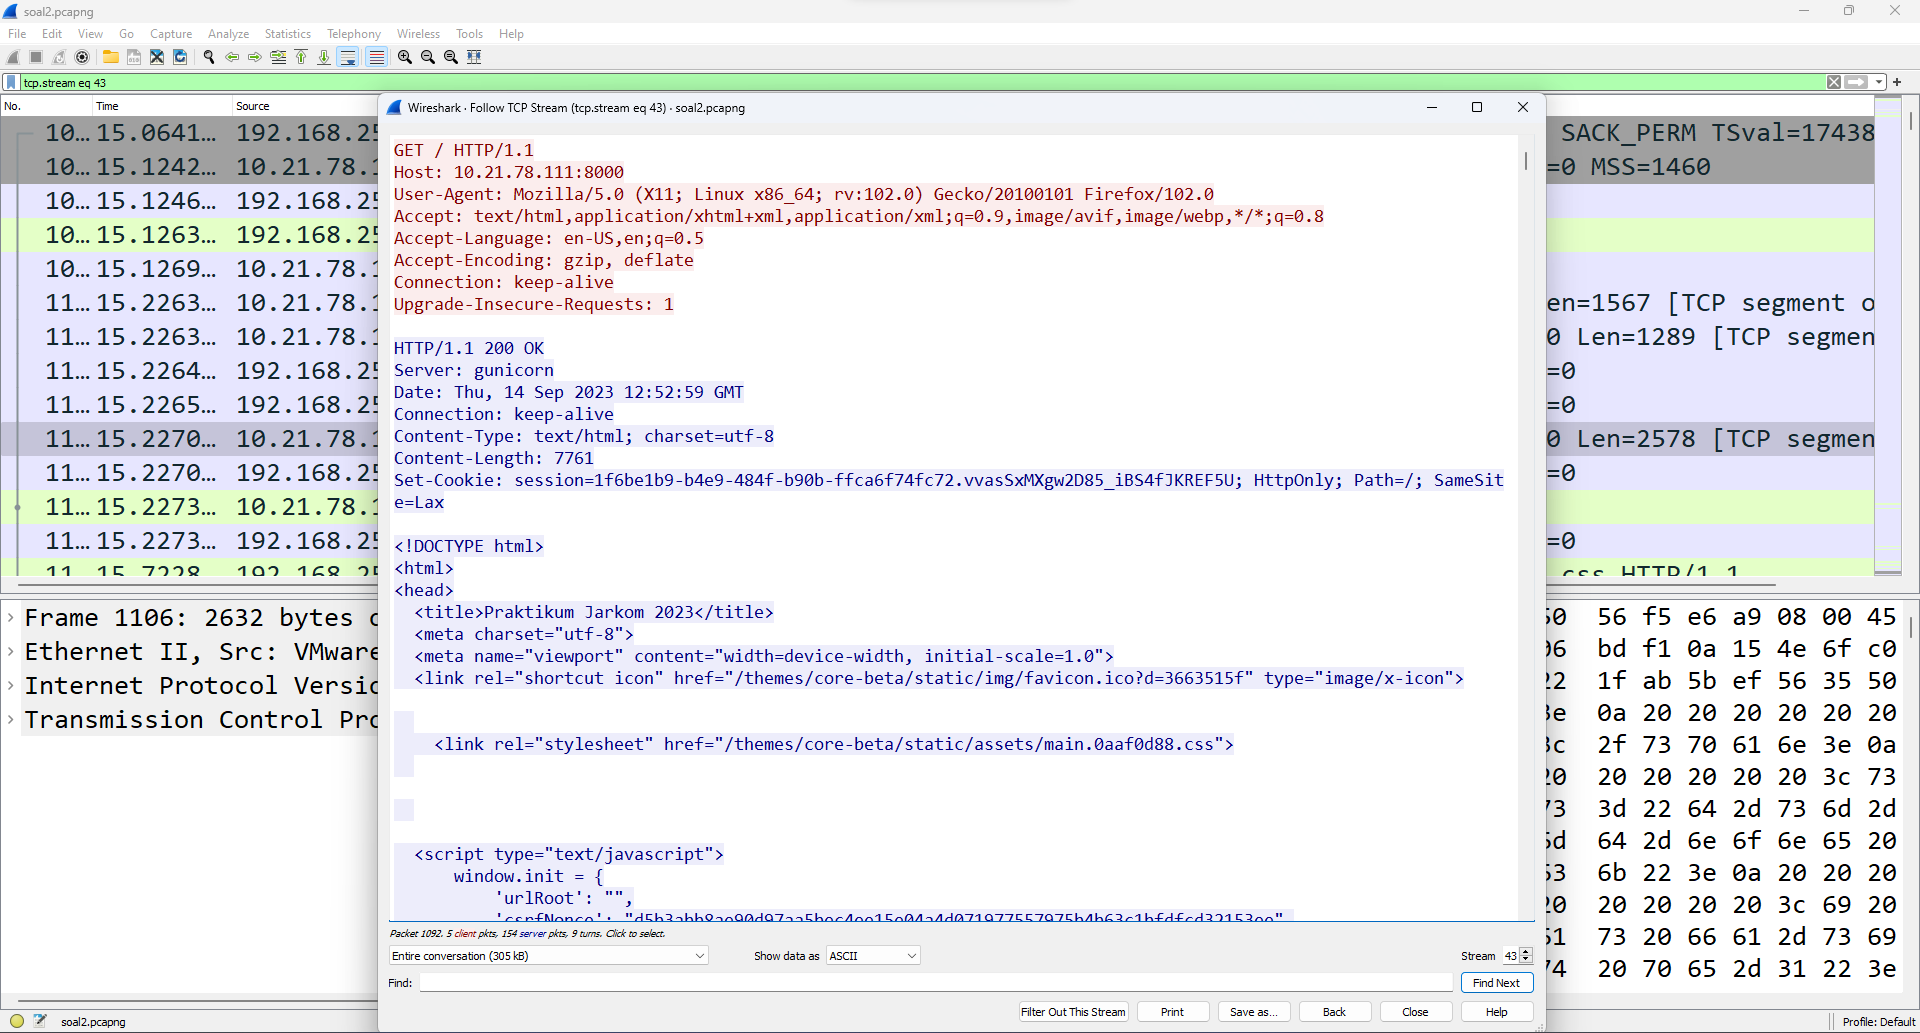 soal2.pcapng
File Edit View Go Capture Analyze Statistics Telephony Wireless Tools Help
tcp.stream eq 43
No. Time Source
Wireshark · Follow TCP Stream (tcp.stream eq 43) · soal2.pcapng
10... 15.0641... 192.168.25
SACK_PERM TSval=17438
10... 15.1242... 10.21.78.1
=0 MSS=1460
10... 15.1246... 192.168.25
10... 15.1263... 192.168.25
10... 15.1269... 10.21.78.1
11... 15.2263... 10.21.78.1
en=1567 [TCP segment o
11... 15.2263... 10.21.78.1
0 Len=1289 [TCP segmen
11... 15.2264... 192.168.25
=0
11... 15.2265... 192.168.25
=0
11... 15.2270... 10.21.78.1
0 Len=2578 [TCP segmen
11... 15.2270... 192.168.25
=0
11... 15.2273... 10.21.78.1
11... 15.2273... 192.168.25
=0
11 15 7228 192 168 25
css HTTP/1 1
GET / HTTP/1.1
Host: 10.21.78.111:8000
User-Agent: Mozilla/5.0 (X11; Linux x86_64; rv:102.0) Gecko/20100101 Firefox/102.0
Accept: text/html,application/xhtml+xml,application/xml;q=0.9,image/avif,image/webp,*/*;q=0.8
Accept-Language: en-US,en;q=0.5
Accept-Encoding: gzip, deflate
Connection: keep-alive
Upgrade-Insecure-Requests: 1
HTTP/1.1 200 OK
Server: gunicorn
Date: Thu, 14 Sep 2023 12:52:59 GMT
Connection: keep-alive
Content-Type: text/html; charset=utf-8
Content-Length: 7761
Set-Cookie: session=1f6be1b9-b4e9-484f-b90b-ffca6f74fc72.vvasSxMXgw2D85_iBS4fJKREF5U; HttpOnly; Path=/; SameSit
e=Lax
<!DOCTYPE html>
<html>
<head>
<title>Praktikum Jarkom 2023</title>
<meta charset="utf-8">
<meta name="viewport" content="width=device-width, initial-scale=1.0">
<link rel="shortcut icon" href="/themes/core-beta/static/img/favicon.ico?d=3663515f" type="image/x-icon">
<link rel="stylesheet" href="/themes/core-beta/static/assets/main.0aaf0d88.css">
<script type="text/javascript">
window.init = {
'urlRoot': "",
Frame 1106: 2632 bytes
Ethernet II, Src: VMware
Internet Protocol Versio
Transmission Control Pro
50 56 f5 e6 a9 08 00 45
06 bd f1 0a 15 4e 6f c0
22 1f ab 5b ef 56 35 50
3e 0a 20 20 20 20 20 20
3c 2f 73 70 61 6e 3e 0a
20 20 20 20 20 20 3c 73
73 3d 22 64 2d 73 6d 2d
6d 64 2d 6e 6f 6e 65 20
53 6b 22 3e 0a 20 20 20
20 20 20 20 20 3c 69 20
61 73 20 66 61 2d 73 69
74 20 70 65 2d 31 22 3e
Packet 1092. 5 client pkts, 154 server pkts, 9 turns. Click to select.
Entire conversation (305 kB) Show data as ASCII Stream 43
Find: Find Next
Filter Out This Stream Print Save as... Back Close Help
soal2.pcapng
Profile: Default